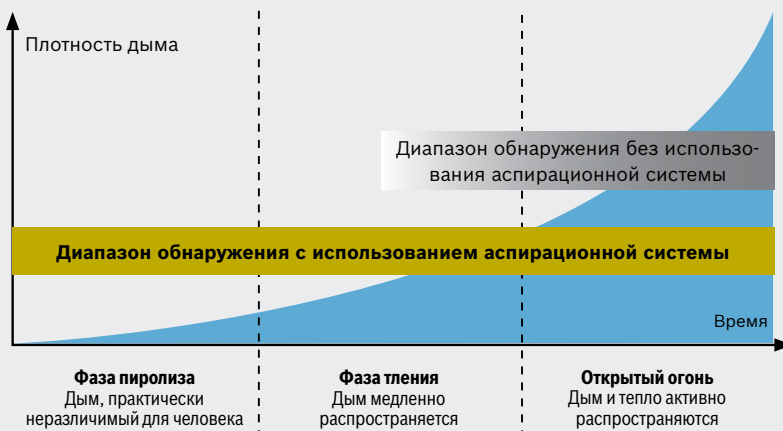 Плотность дыма
Диапазон обнаружения без использо-
вания аспирационной системы
Диапазон обнаружения с использованием аспирационной системы
Время
Фаза пиролиза
Дым, практически
неразличимый для человека
Фаза тления
Дым медленно
распространяется
Открытый огонь
Дым и тепло активно
распространяются